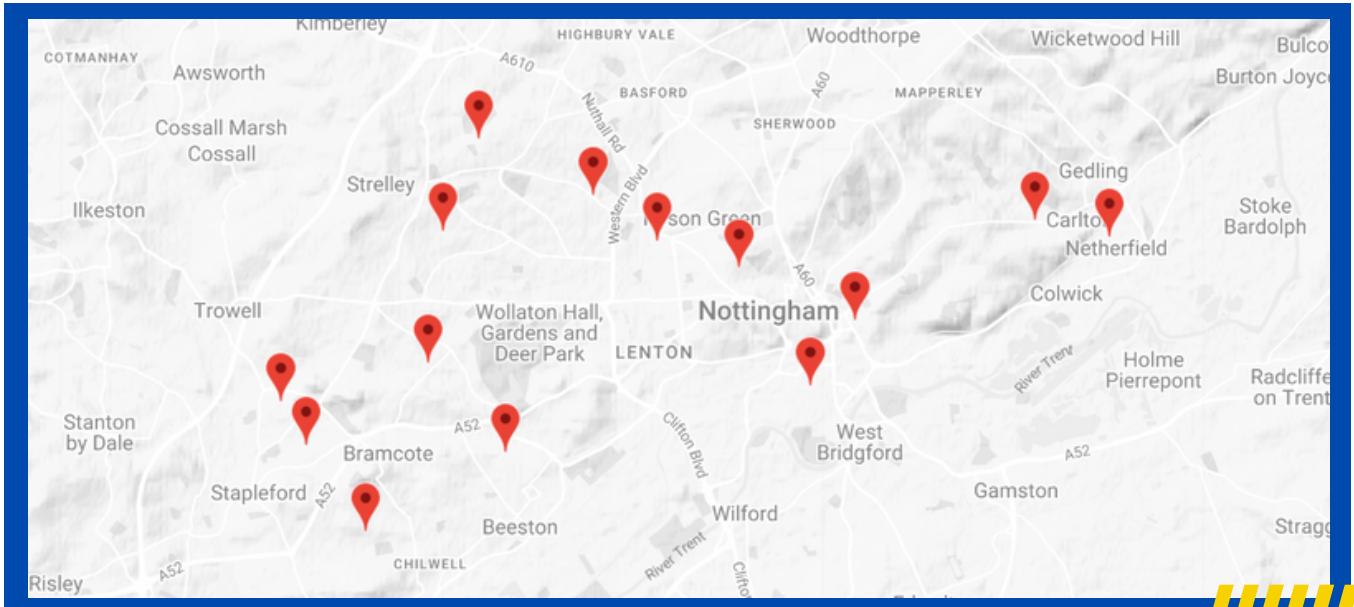 Kimberley
HIGHBURY VALE
Woodthorpe
Wicketwood Hill
Bulco
COTMANHAY
Awsworth
A610
BASFORD
A60
MAPPERLEY
Burton Joyc
Nuthall Rd
SHERWOOD
Cossall Marsh
Cossall
Strelley
Western Blvd
Gedling
Ilkeston
son Green
Carlto
Stoke
Bardolph
Netherfield
A60
Colwick
Trowell
Wollaton Hall,
Gardens and
Deer Park
Nottingham
LENTON
River Trent
Holme
Pierrepont
Radcliffe
on Trent
Stanton
by Dale
A52
Clifton Blvd
West
Bridgford
A52
Bramcote
Stapleford
A52
Gamston
Beeston
Wilford
Stragg
River Trent
CHILWELL
A52
Clifto
Risley